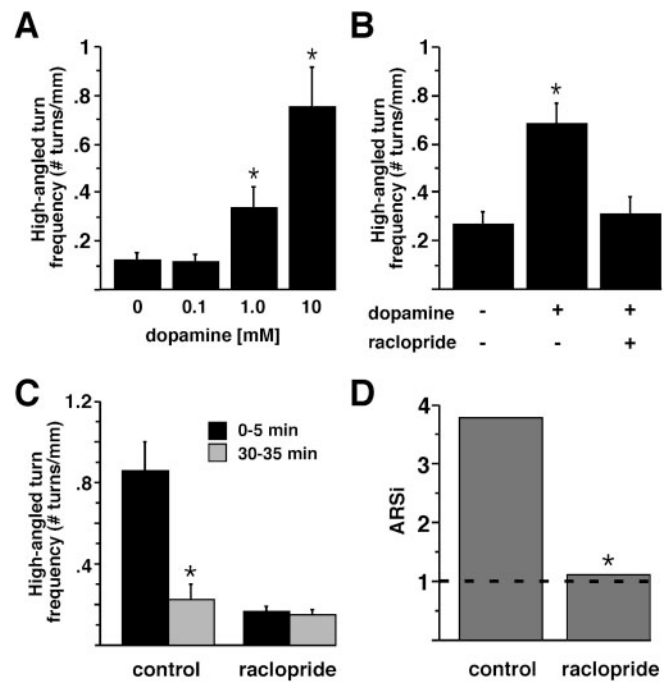 A
High-angled turn
frequency (# turns/mm)
1
.8
.6
.4
.2
*
*
0 0.1 1.0 10
dopamine [mM]
B
High-angled turn
frequency (# turns/mm)
1
.8
.6
.4
.2
*
dopamine - + +
raclopride - - +
C
High-angled turn
frequency (# turns/mm)
1.2
.8
.4
0-5 min
30-35 min
*
control raclopride
D
ARSi
4
3
2
1
*
control raclopride